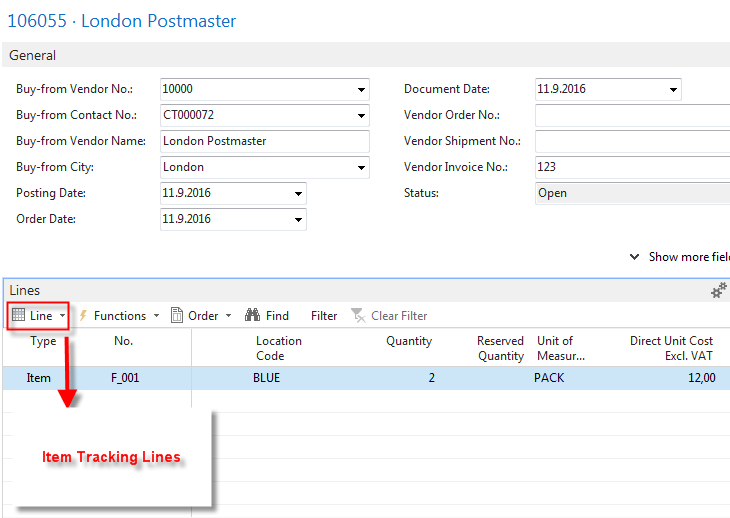 106055 · London Postmaster
General
Buy-from Vendor No.: 10000
Document Date: 11.9.2016
Buy-from Contact No.: CT000072
Vendor Order No.:
Buy-from Vendor Name: London Postmaster
Vendor Shipment No.:
Buy-from City: London
Vendor Invoice No.: 123
Posting Date: 11.9.2016
Status: Open
Order Date: 11.9.2016
Show more fiel
Lines
Line Functions Order Find Filter Clear Filter
Type No. Location Code Quantity Reserved Quantity Unit of Measur... Direct Unit Cost Excl. VAT
Item F_001 BLUE 2 PACK 12,00
Item Tracking Lines